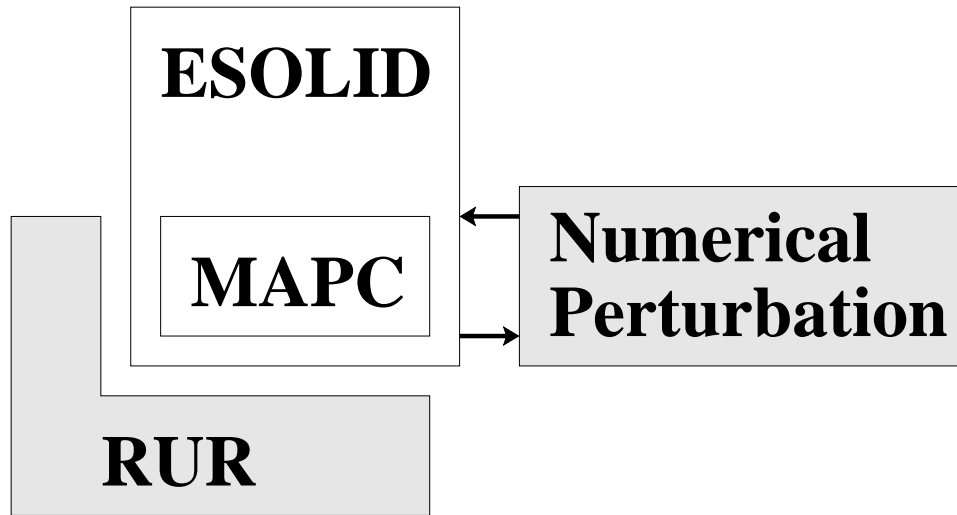 ESOLID
MAPC
Numerical
Perturbation
RUR